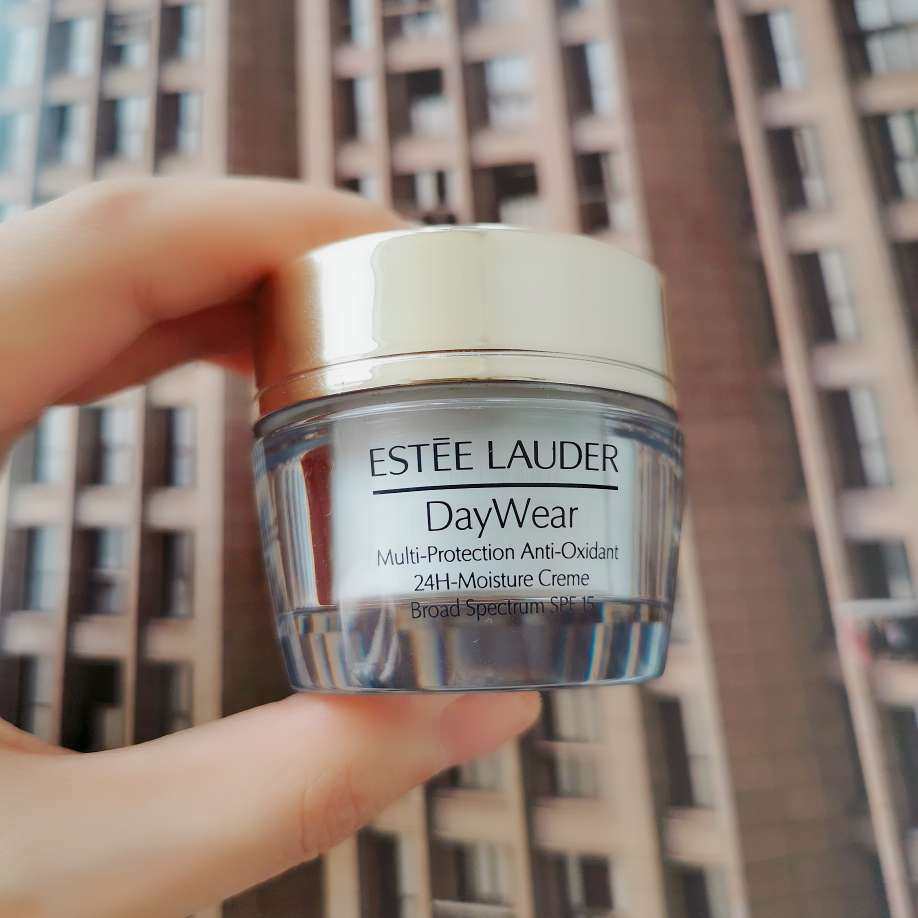 ESTĒE LAUDER
DayWear
Multi-Protection Anti-Oxidant
24H-Moisture Creme
Broad Spectrum SPF 15